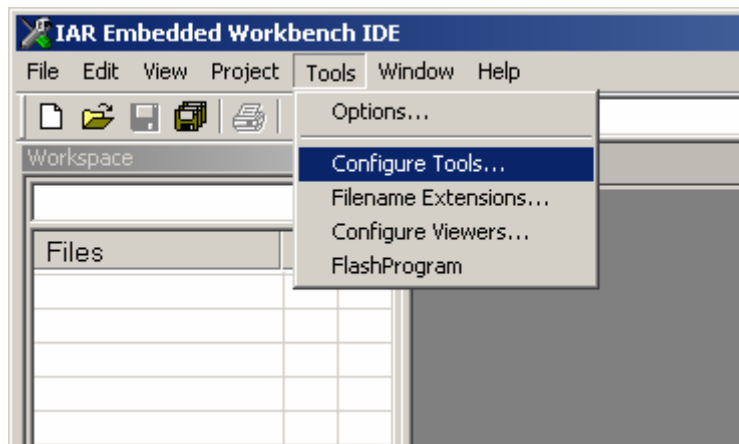 IAR Embedded Workbench IDE
File Edit View Project Tools Window Help
Options...
Workspace
Configure Tools...
Filename Extensions...
Configure Viewers...
Files
FlashProgram